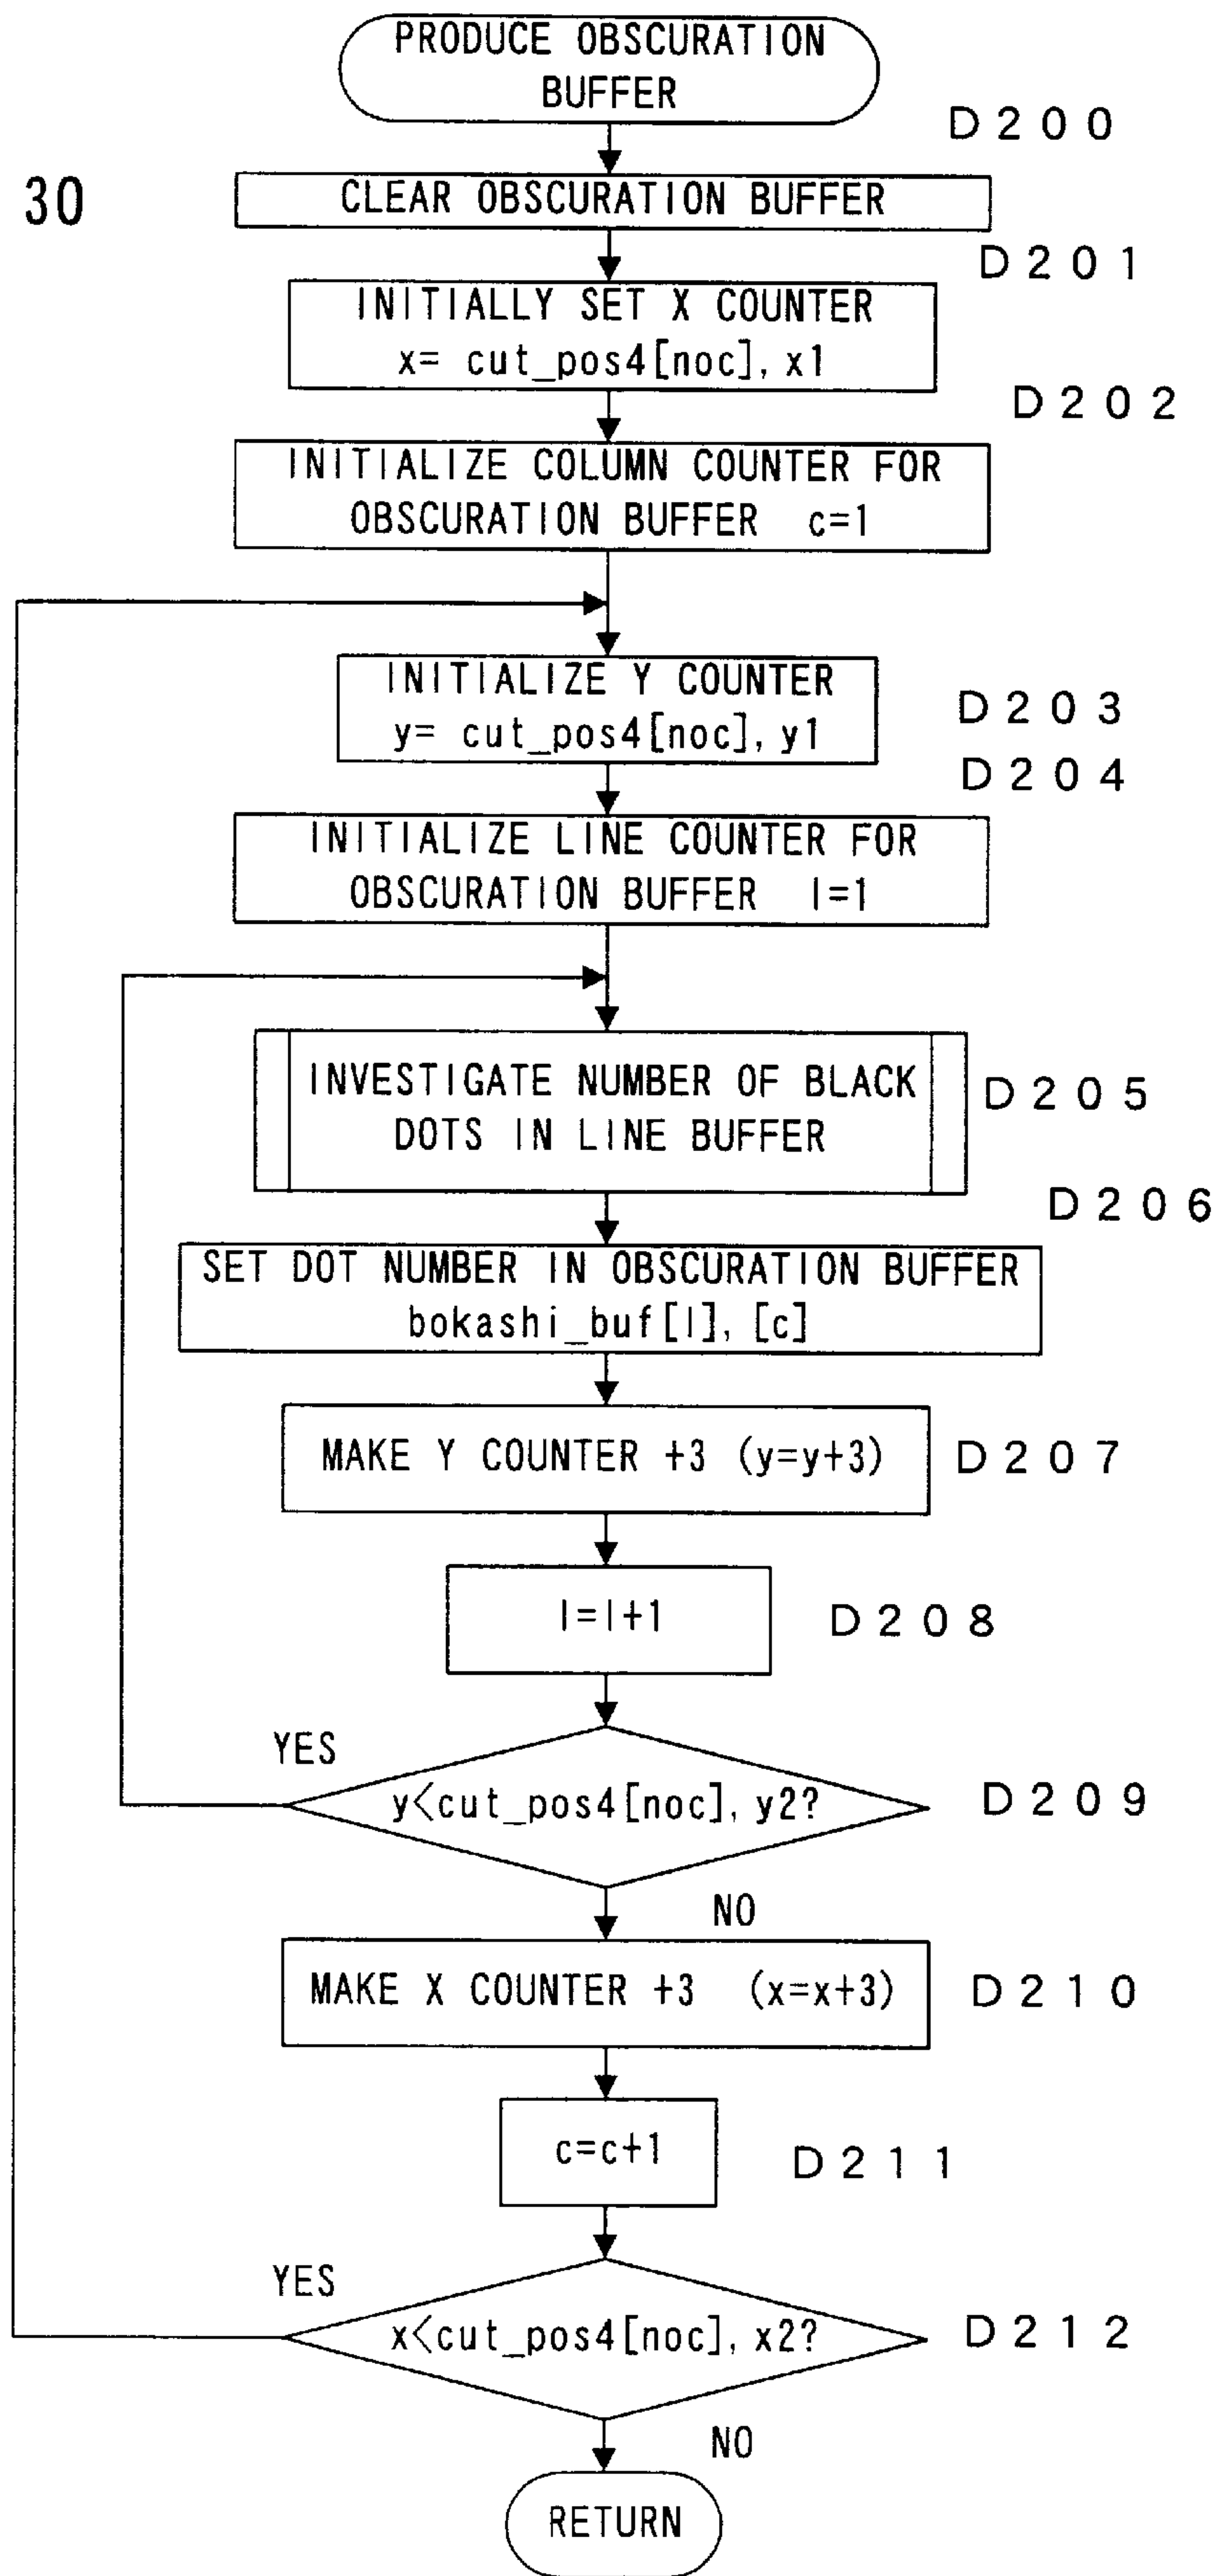 PRODUCE OBSCURATION
BUFFER
D200
30
CLEAR OBSCURATION BUFFER
D201
INITIALLY SET X COUNTER
x= cut_pos4[noc], x1
D202
INITIALIZE COLUMN COUNTER FOR
OBSCURATION BUFFER c=1
INITIALIZE Y COUNTER
y= cut_pos4[noc], y1
D203
D204
INITIALIZE LINE COUNTER FOR
OBSCURATION BUFFER l=1
INVESTIGATE NUMBER OF BLACK
DOTS IN LINE BUFFER
D205
D206
SET DOT NUMBER IN OBSCURATION BUFFER
bokashi_buf[l], [c]
MAKE Y COUNTER +3 (y=y+3)
D207
l=l+1
D208
YES
y<cut_pos4[noc], y2?
D209
NO
MAKE X COUNTER +3 (x=x+3)
D210
c=c+1
D211
YES
x<cut_pos4[noc], x2?
D212
NO
RETURN